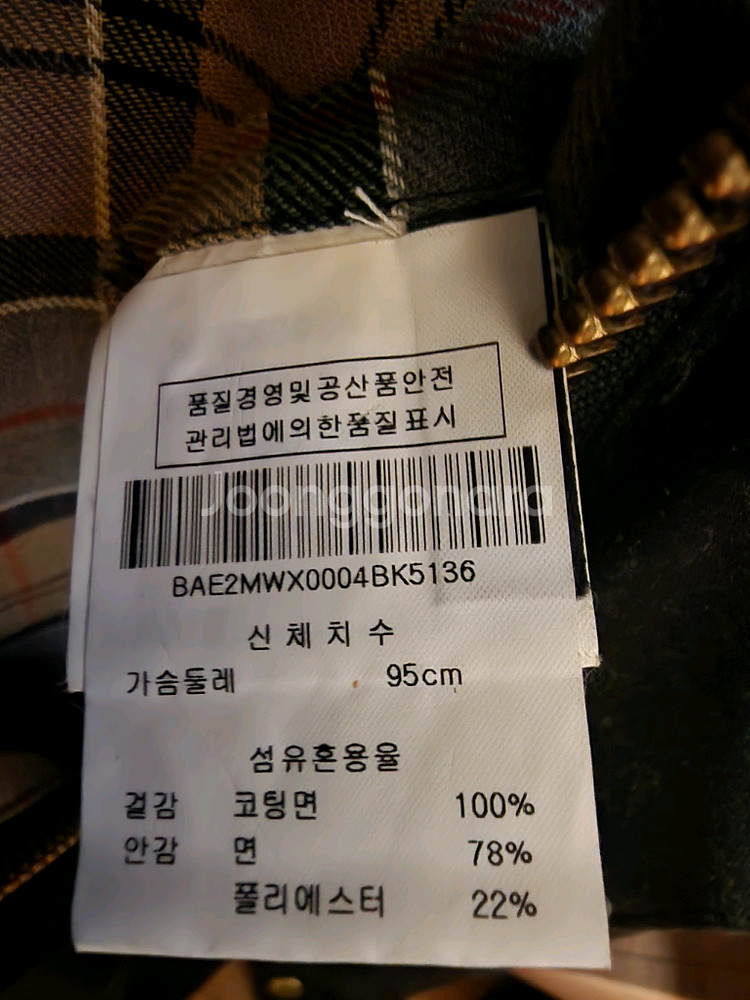 품질경영및공산품안전
관리법에의한품질표시
Joonggonara
BAE2MWX0004BK5136
신체치수
가슴둘레 95cm
섬유혼용율
겉감 코팅면 100%
안감 면 78%
폴리에스터 22%